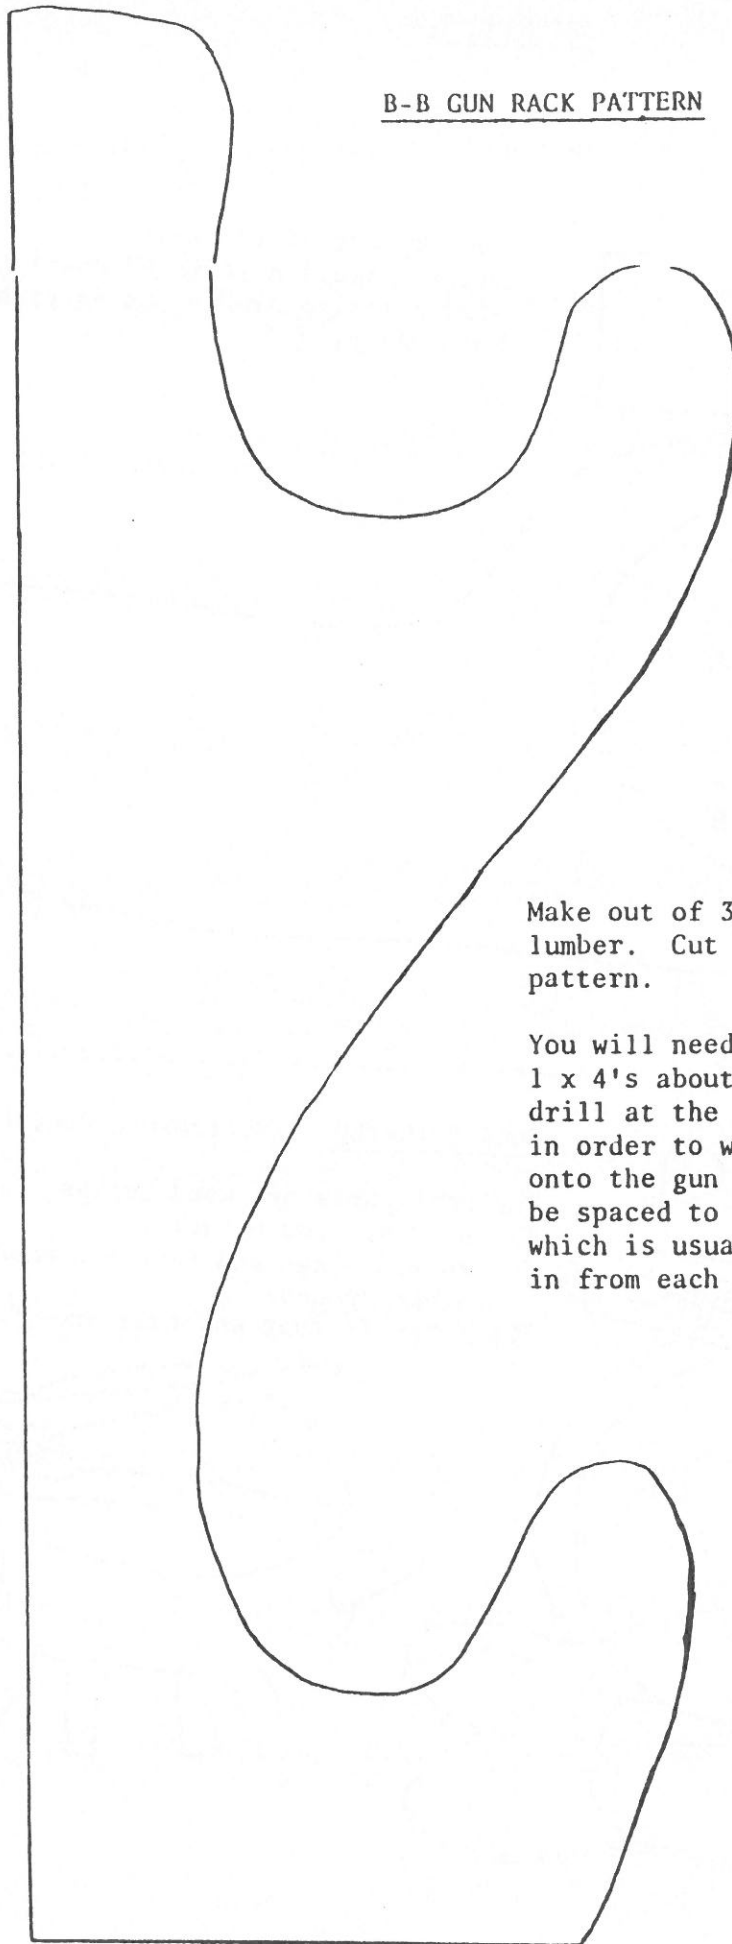 B-B GUN RACK PATTERN
Make out of 3
lumber. Cut
pattern.
You will need
1 x 4's about
drill at the
in order to w
onto the gun
be spaced to
which is usua
in from each